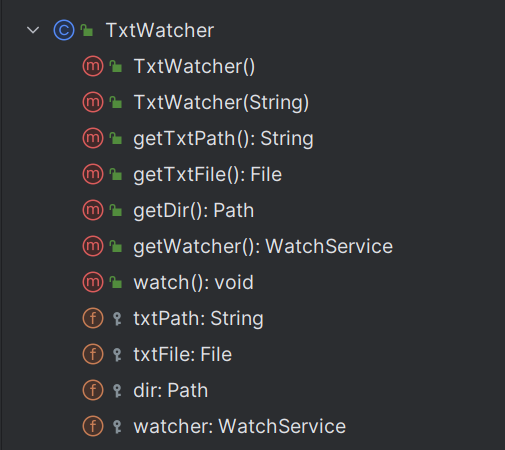 C TxtWatcher
m TxtWatcher()
m TxtWatcher(String)
m getTxtPath(): String
m getTxtFile(): File
m getDir(): Path
m getWatcher(): WatchService
m watch(): void
f txtPath: String
f txtFile: File
f dir: Path
f watcher: WatchService